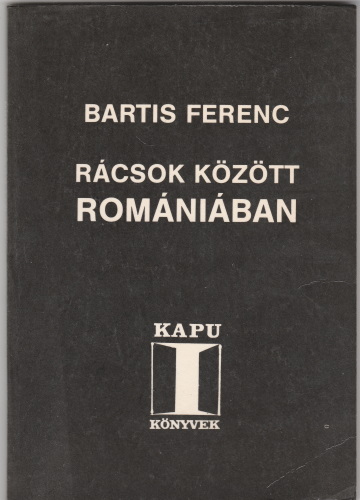 BARTIS FERENC
RÁCSOK KÖZÖTT
ROMÁNIÁBAN
KAPU
KÖNYVEK